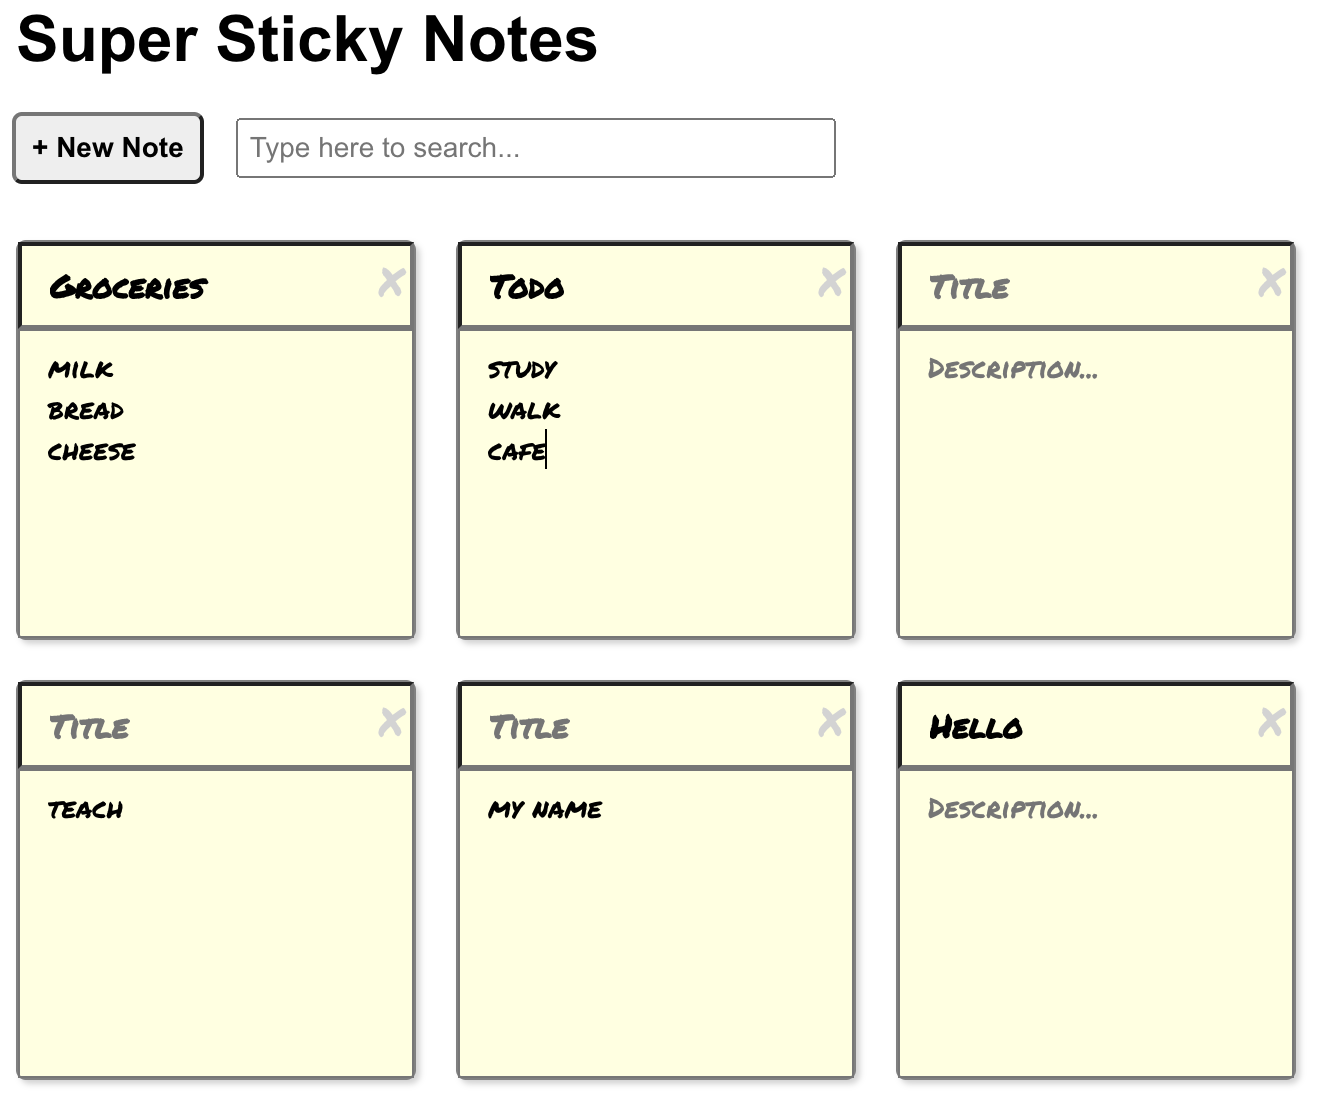 Super Sticky Notes
+ New Note
Type here to search...
Groceries
milk
bread
cheese
Todo
study
walk
cafe
Title
Description...
Title
teach
Title
my name
Hello
Description...